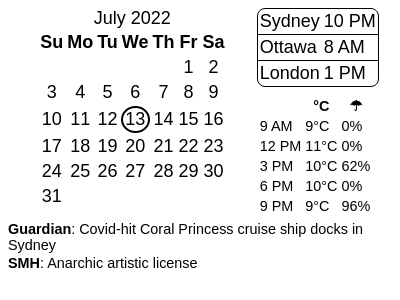 July 2022
Su Mo Tu We Th Fr Sa
1 2
3 4 5 6 7 8 9
10 11 12 13 14 15 16
17 18 19 20 21 22 23
24 25 26 27 28 29 30
31
Sydney 10 PM
Ottawa 8 AM
London 1 PM
°C ☂
9 AM 9°C 0%
12 PM 11°C 0%
3 PM 10°C 62%
6 PM 10°C 0%
9 PM 9°C 96%
Guardian: Covid-hit Coral Princess cruise ship docks in
Sydney
SMH: Anarchic artistic license